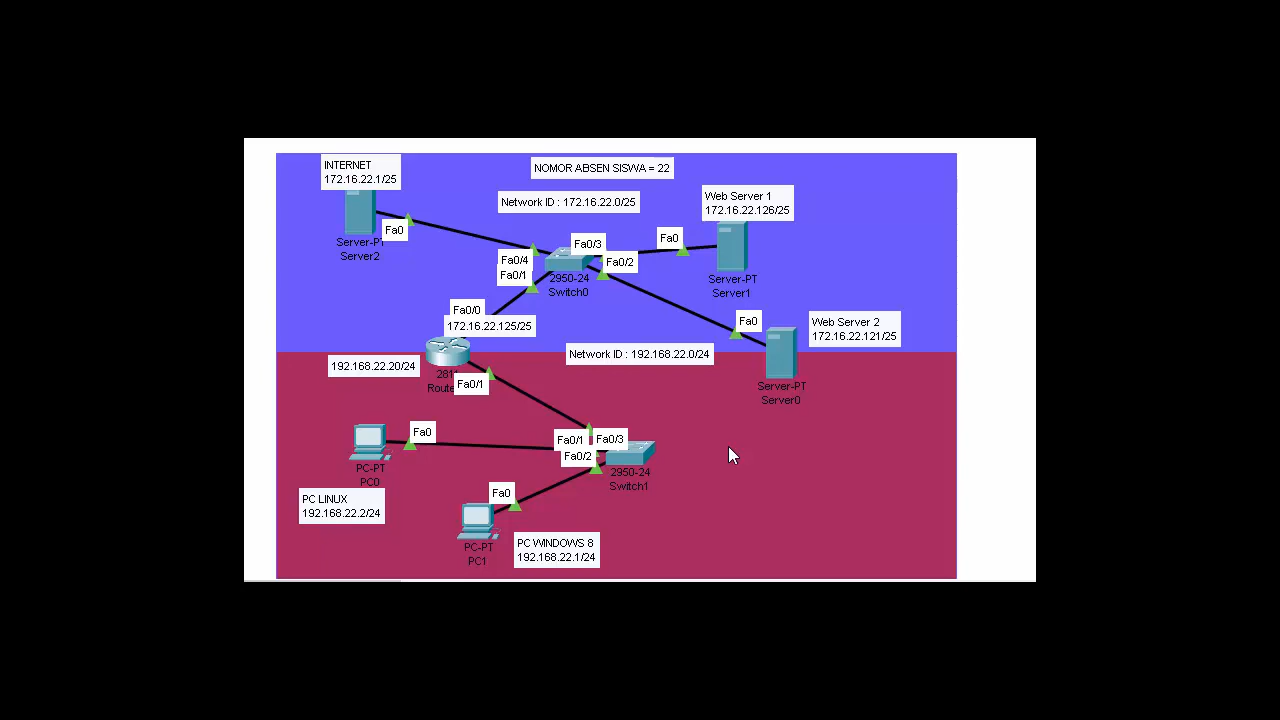 INTERNET
172.16.22.1/25
NOMOR ABSEN SISWA = 22
Network ID : 172.16.22.0/25
Web Server 1
172.16.22.126/25
Fa0
Server-PT
Server2
Fa0/3
Fa0
Fa0/4
Fa0/2
Fa0/1
2950-24
Switch0
Server-PT
Server1
Fa0/0
172.16.22.125/25
Fa0
Web Server 2
172.16.22.121/25
Network ID : 192.168.22.0/24
192.168.22.20/24
2811
Fa0/1
Server-PT
Server0
Fa0
Fa0/1
Fa0/3
Fa0/2
PC-PT
PC0
2950-24
Switch1
PC LINUX
192.168.22.2/24
Fa0
PC-PT
PC1
PC WINDOWS 8
192.168.22.1/24